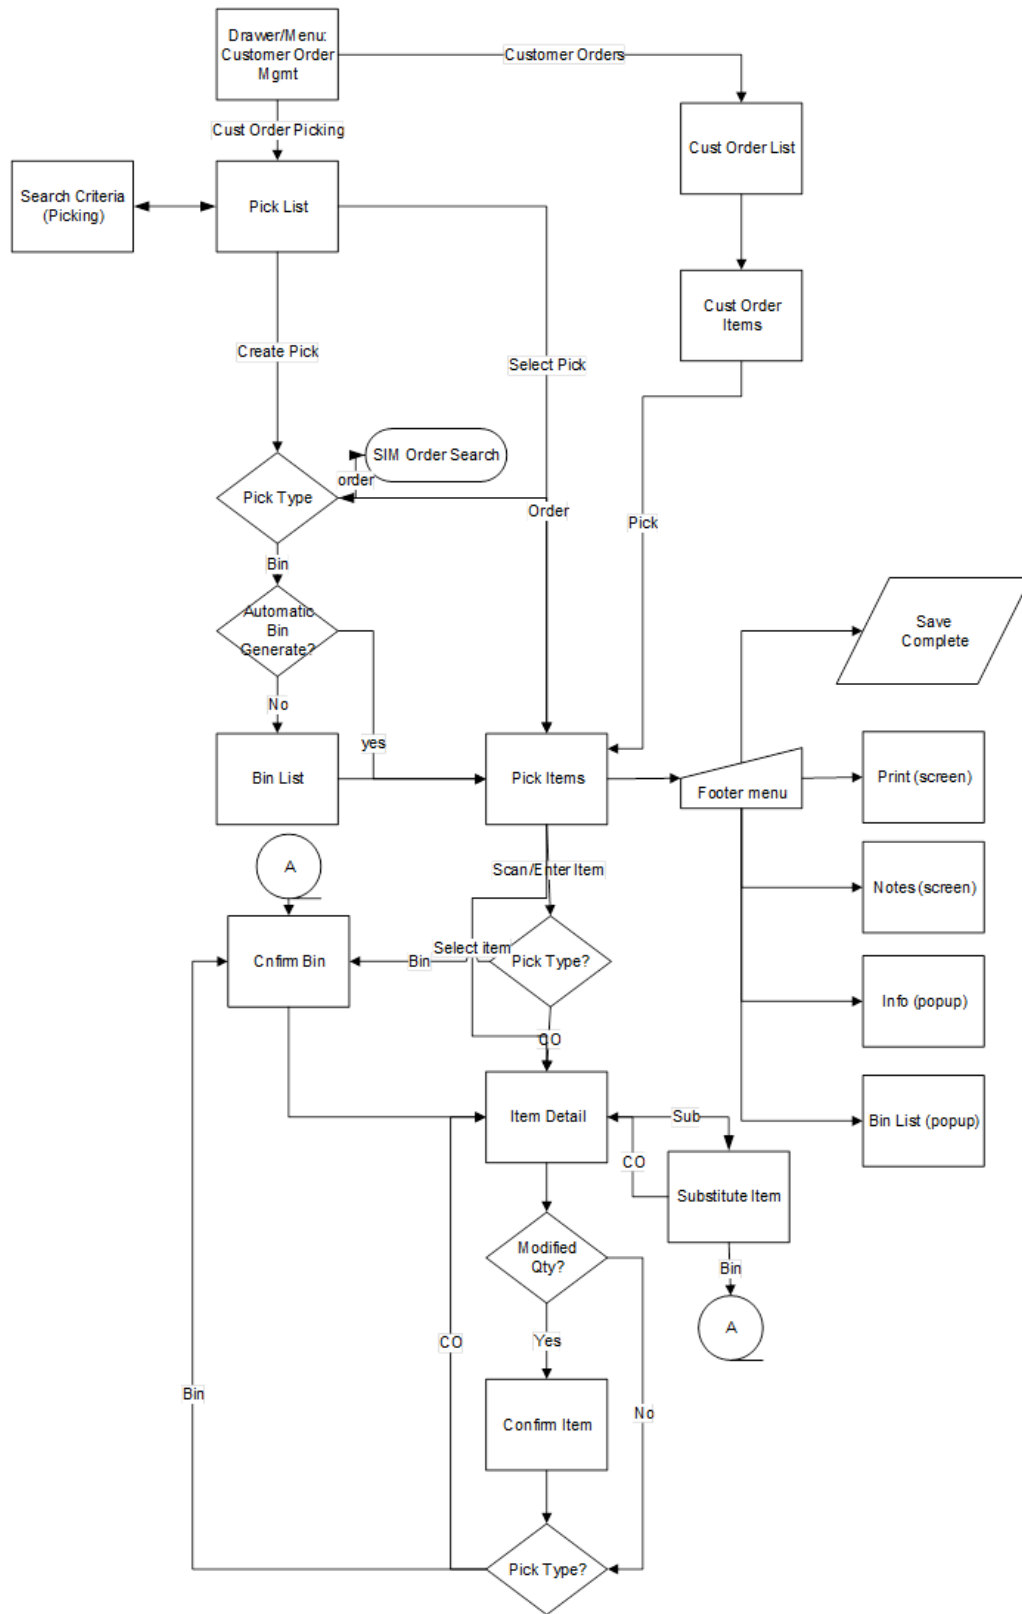 Drawer/Menu:
Customer Order
Mgmt
Customer Orders
Cust Order Picking
Cust Order List
Search Criteria
(Picking)
Pick List
Cust Order
Items
Create Pick
Select Pick
SIM Order Search
order
Pick Type
Order
Pick
Bin
Automatic
Bin
Generate?
Save
Complete
No
yes
Bin List
Pick Items
Footer menu
Print (screen)
A
Scan/Enter Item
Notes (screen)
Select item
Cnfirm Bin
Bin
Pick Type?
Info (popup)
CO
Item Detail
Sub
Bin List (popup)
CO
Substitute Item
Modified
Qty?
Bin
A
Yes
CO
Bin
No
Confirm Item
Pick Type?